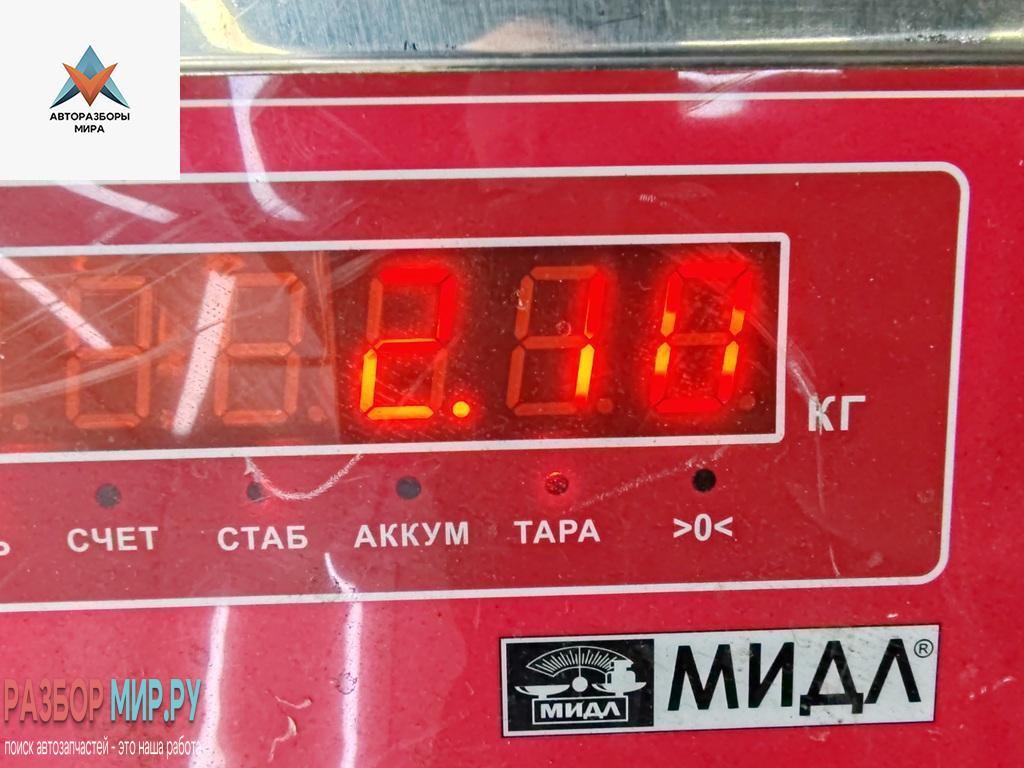 АВТОРАЗБОРЫ
МИРА
2.10
КГ
СЧЕТ СТАБ АККУМ ТАРА >0<
МИДЛ МИДЛ®
РАЗБОР МИР.РУ
поиск автозапчастей - это наша работа